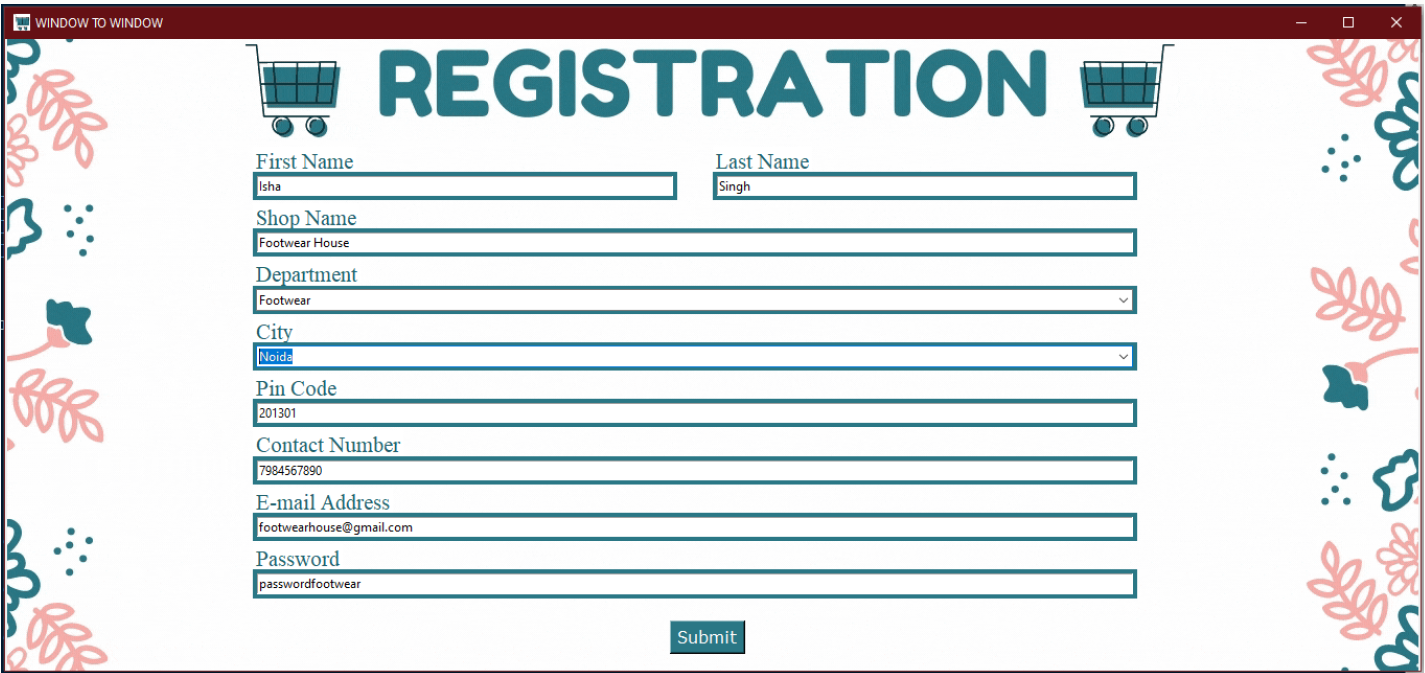 WINDOW TO WINDOW
REGISTRATION
First Name Last Name
Isha Singh
Shop Name
Footwear House
Department
Footwear
City
Noida
Pin Code
201301
Contact Number
7984567890
E-mail Address
footwearhouse@gmail.com
Password
passwordfootwear
Submit